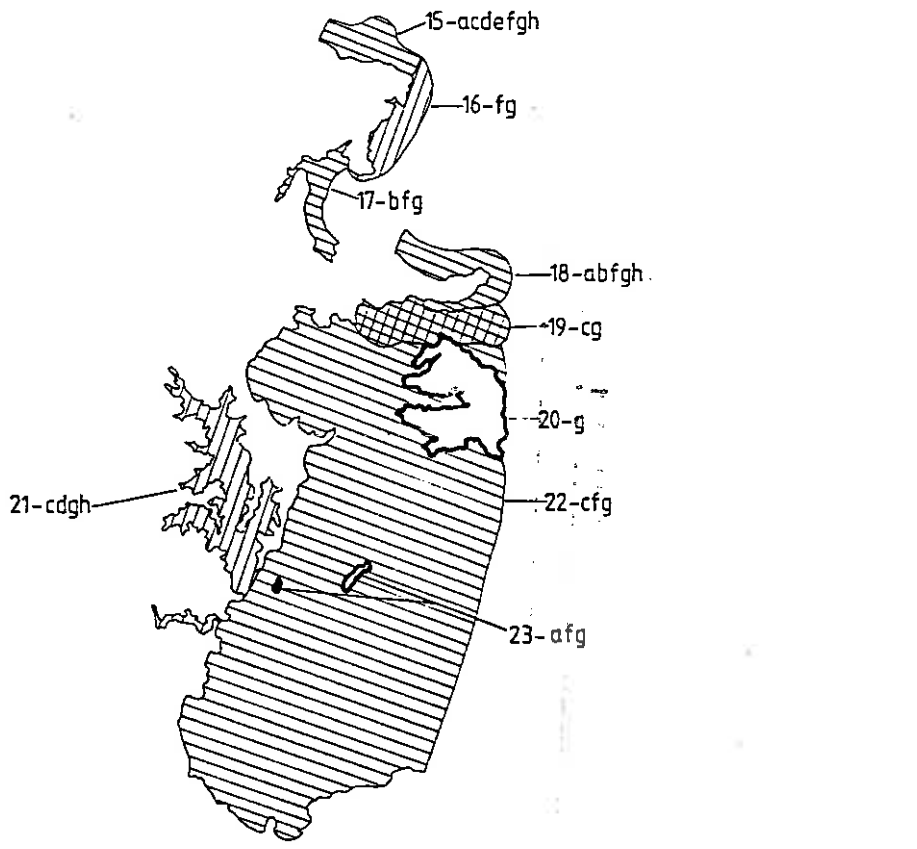 15-acdefgh
16-fg
17-bfg
18-abfgh
19-cg
20-g
21-cdgh
22-cfg
23-afg